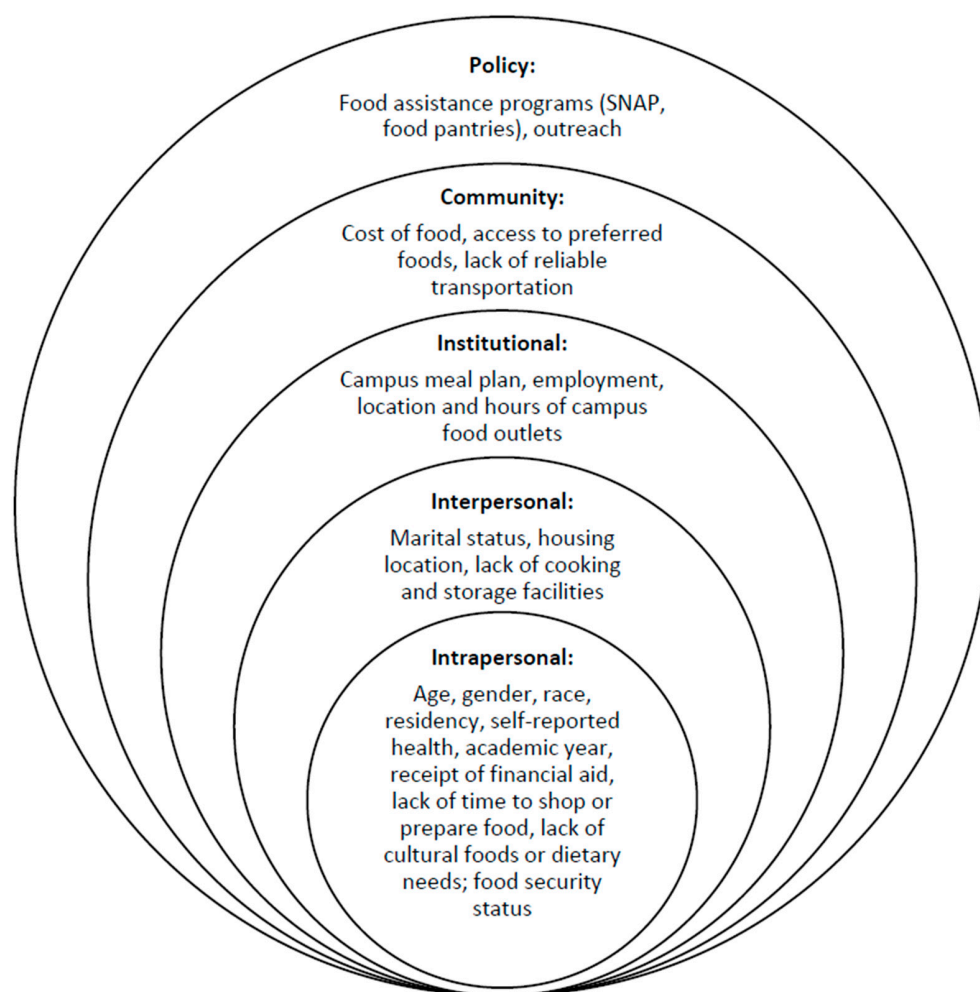 Policy:
Food assistance programs (SNAP,
food pantries), outreach
Community:
Cost of food, access to preferred
foods, lack of reliable
transportation
Institutional:
Campus meal plan, employment,
location and hours of campus
food outlets
Interpersonal:
Marital status, housing
location, lack of cooking
and storage facilities
Intrapersonal:
Age, gender, race,
residency, self-reported
health, academic year,
receipt of financial aid,
lack of time to shop or
prepare food, lack of
cultural foods or dietary
needs; food security
status